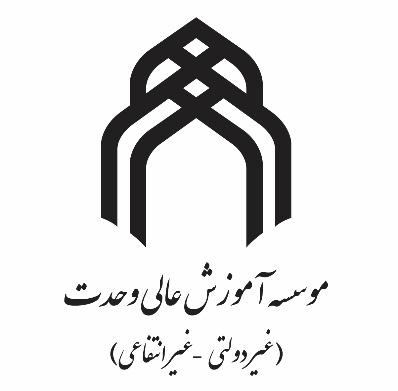 موسسه آموزش عالی وحدت
(غیردولتی - غیرانتفاعی)